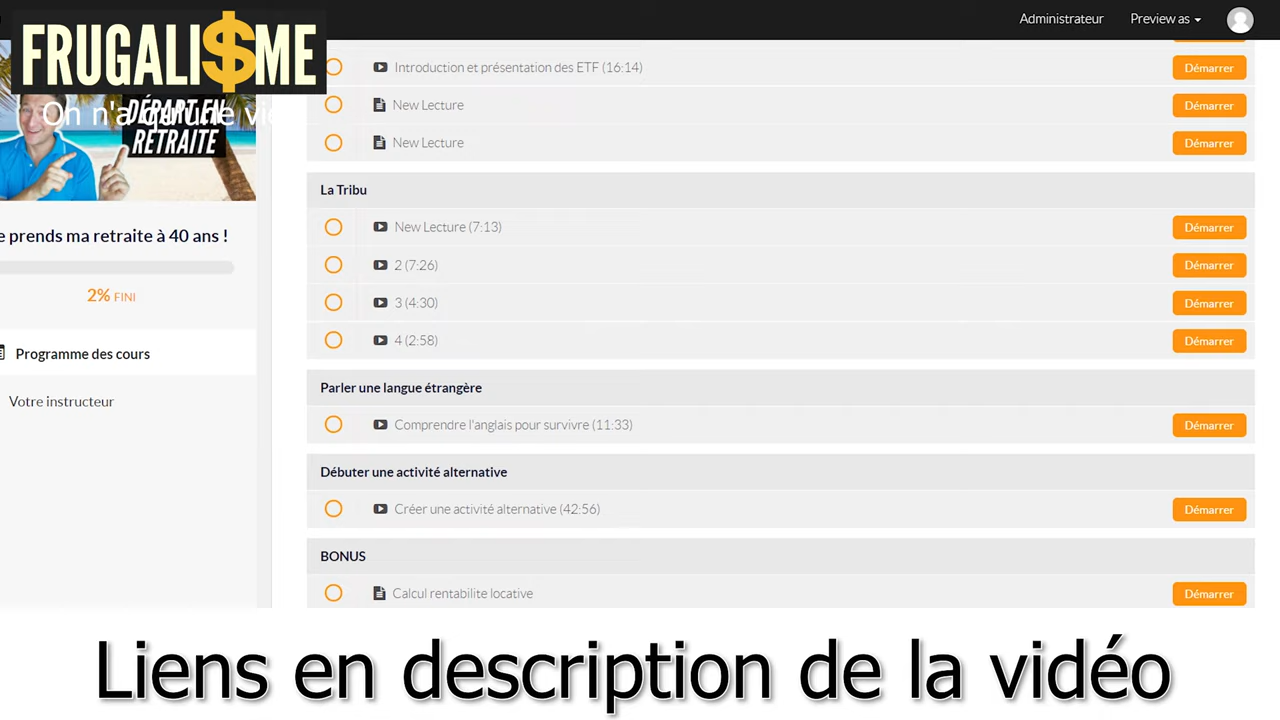 Administrateur
Preview as
FRUGALI$ME
On n'a qu'une vie
DÉPART EN
RETRAITE
e prends ma retraite à 40 ans !
2% FINI
Programme des cours
Votre instructeur
Introduction et présentation des ETF (16:14)
Démarrer
New Lecture
Démarrer
New Lecture
Démarrer
La Tribu
New Lecture (7:13)
Démarrer
2 (7:26)
Démarrer
3 (4:30)
Démarrer
4 (2:58)
Démarrer
Parler une langue étrangère
Comprendre l'anglais pour survivre (11:33)
Démarrer
Débuter une activité alternative
Créer une activité alternative (42:56)
Démarrer
BONUS
Calcul rentabilite locative
Démarrer
Liens en description de la vidéo